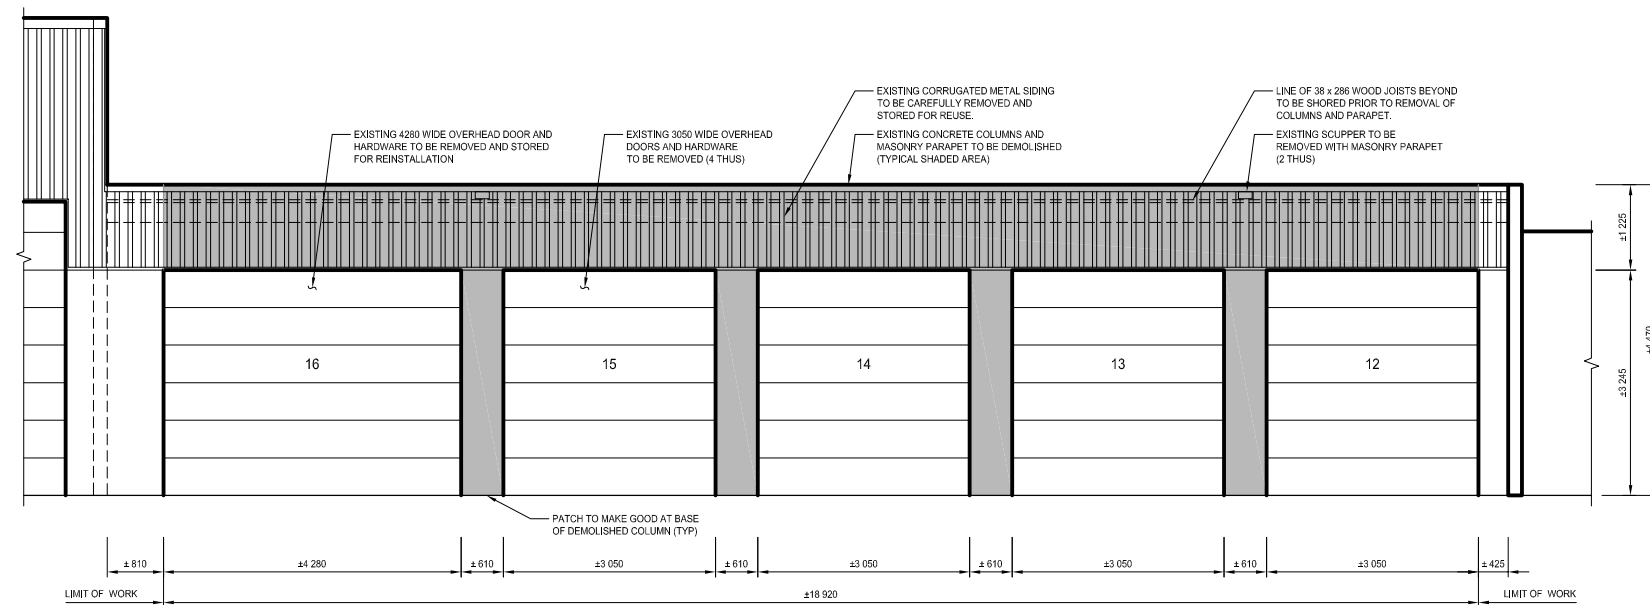 EXISTING CORRUGATED METAL SIDING
TO BE CAREFULLY REMOVED AND
STORED FOR REUSE.
LINE OF 38 x 286 WOOD JOISTS BEYOND
TO BE SHORED PRIOR TO REMOVAL OF
COLUMNS AND PARAPET.
EXISTING 4280 WIDE OVERHEAD DOOR AND
HARDWARE TO BE REMOVED AND STORED
FOR REINSTALLATION
EXISTING 3050 WIDE OVERHEAD
DOORS AND HARDWARE
TO BE REMOVED (4 THUS)
EXISTING CONCRETE COLUMNS AND
MASONRY PARAPET TO BE DEMOLISHED
(TYPICAL SHADED AREA)
EXISTING SCUPPER TO BE
REMOVED WITH MASONRY PARAPET
(2 THUS)
±1 225
±4 470
±3 245
16
15
14
13
12
PATCH TO MAKE GOOD AT BASE
OF DEMOLISHED COLUMN (TYP)
± 810
±4 280
± 610
±3 050
± 610
±3 050
± 610
±3 050
± 610
±3 050
± 425
LIMIT OF WORK
±18 920
LIMIT OF WORK